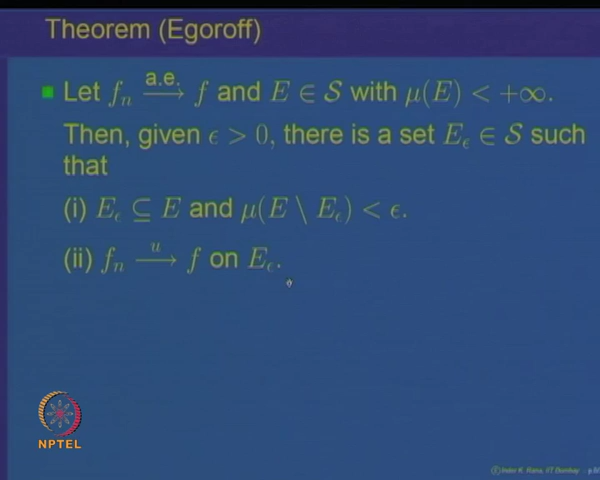 Theorem (Egoroff)
Let fₙ —a.e.→ f and E ∈ 𝒮 with μ(E) < +∞.
Then, given ϵ > 0, there is a set E_ϵ ∈ 𝒮 such
that
(i) E_ϵ ⊆ E and μ(E \ E_ϵ) < ϵ.
(ii) fₙ —u→ f on E_ϵ.
NPTEL